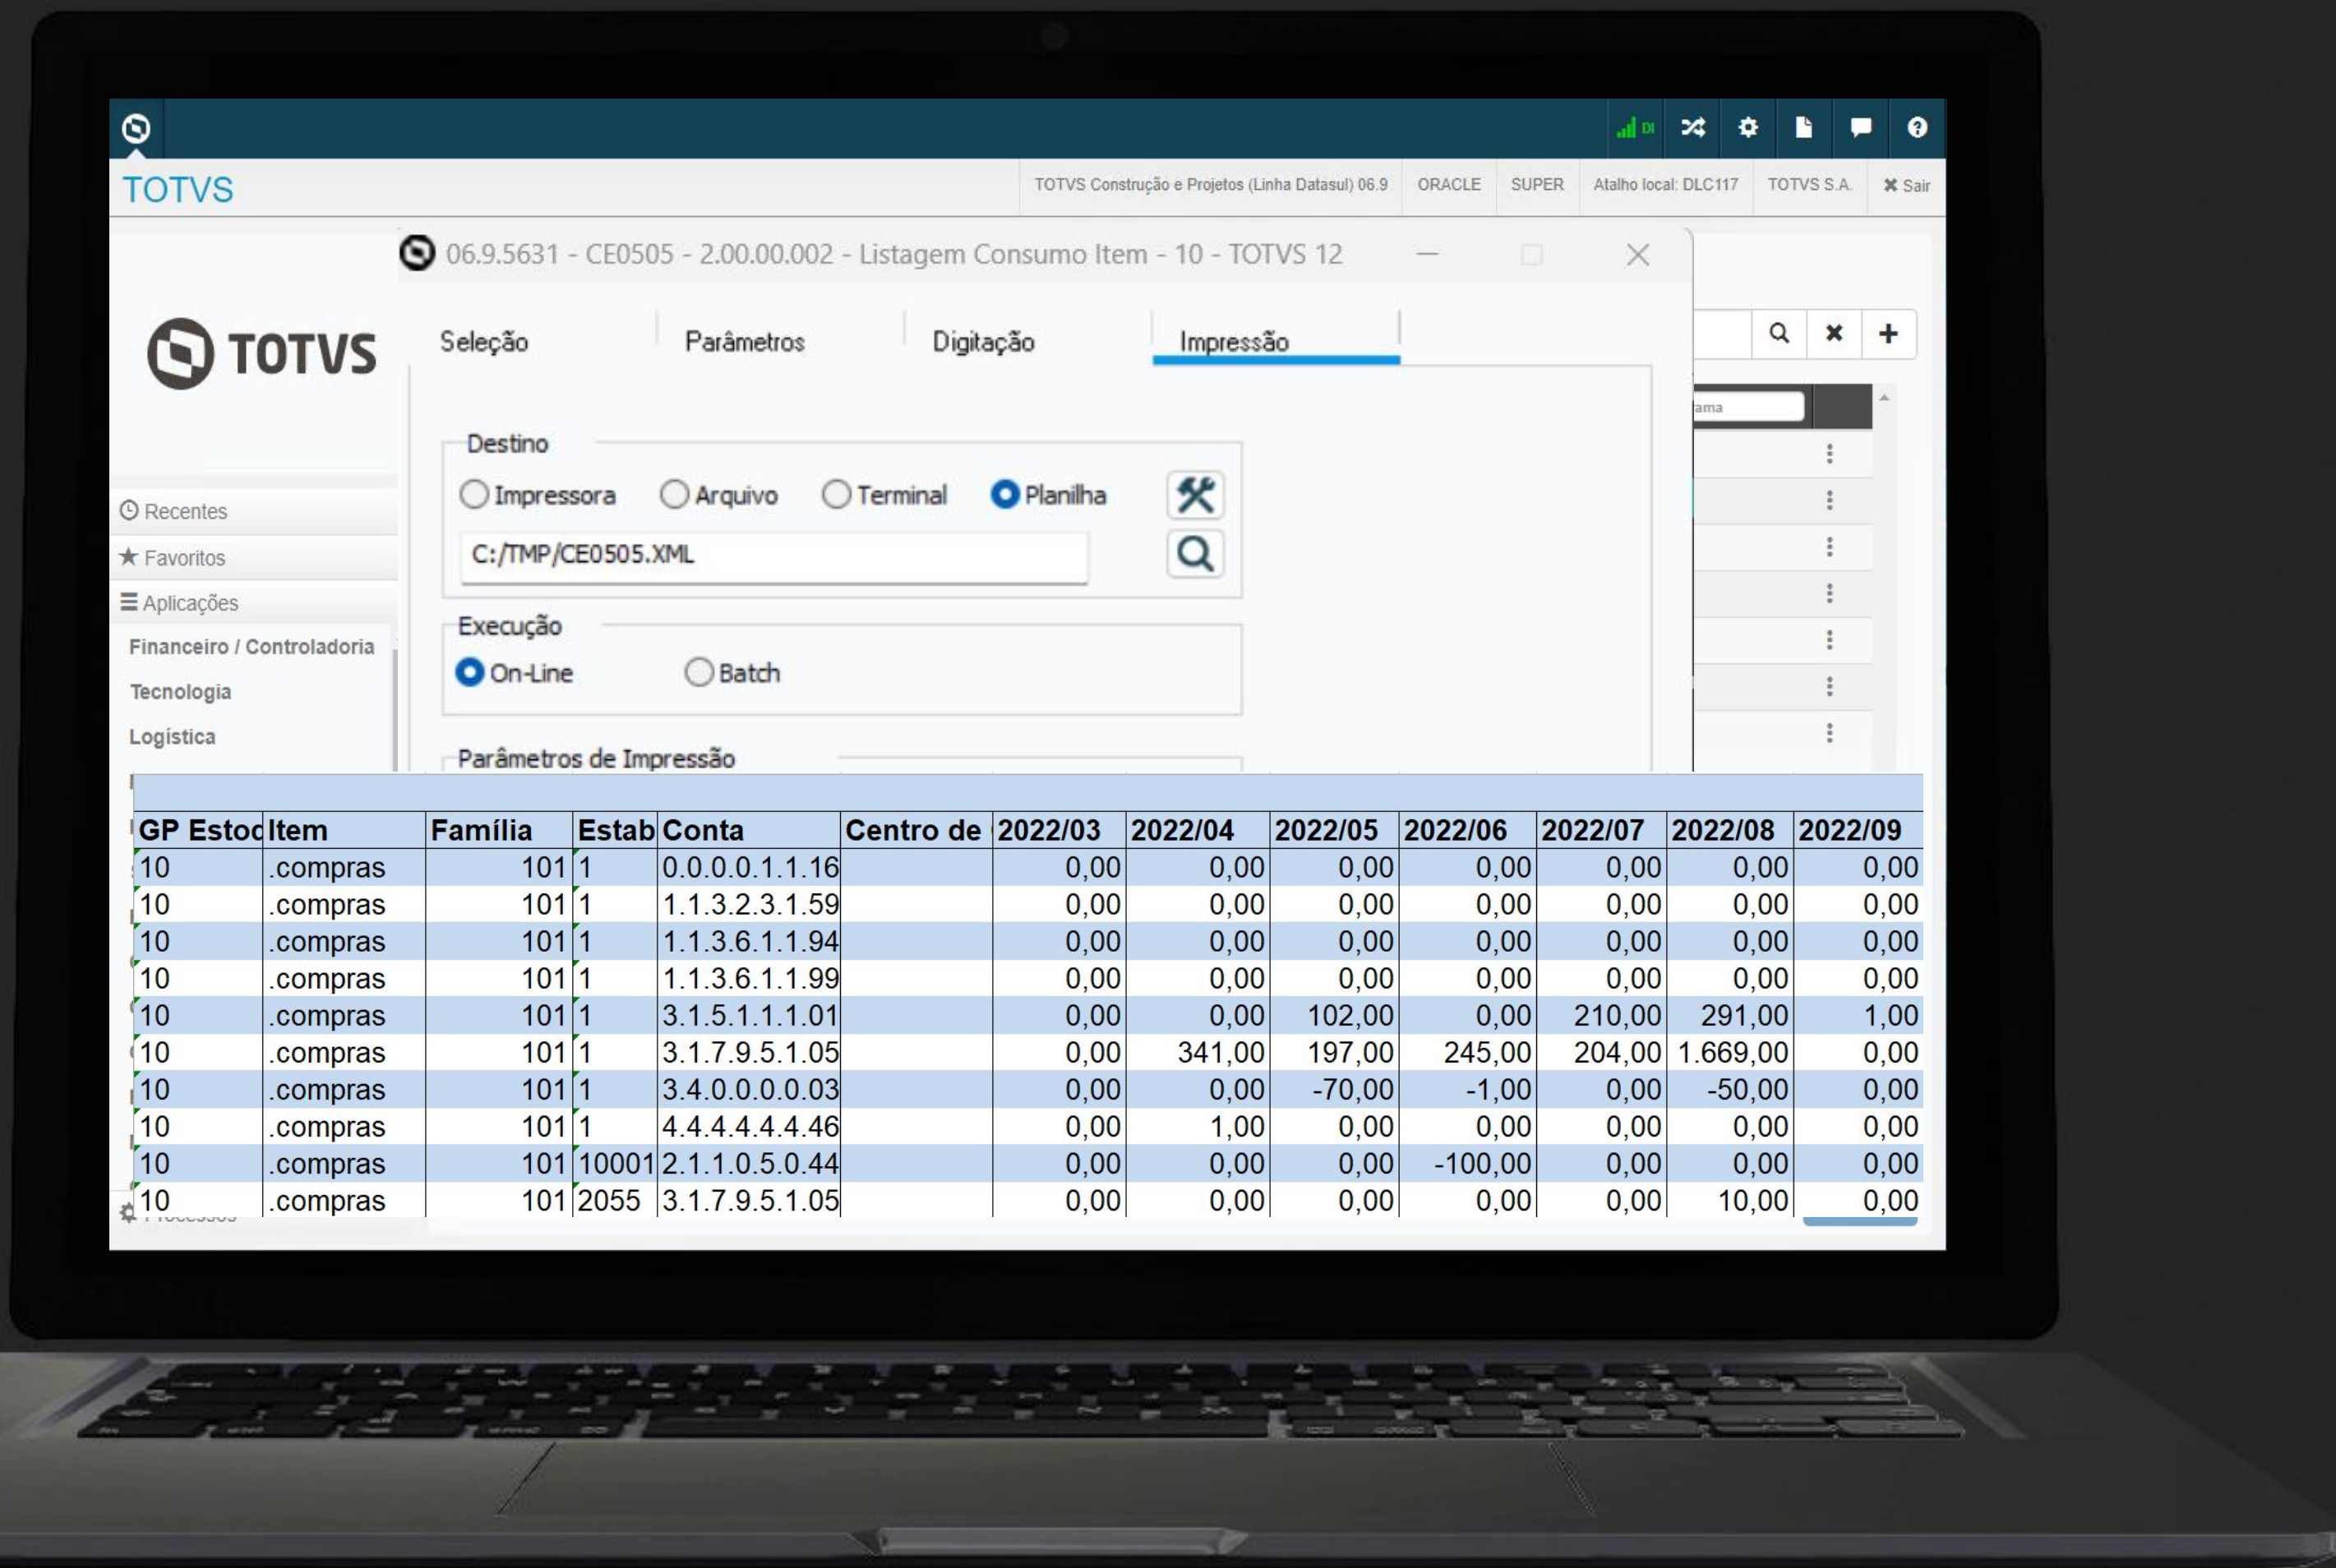 DI
TOTVS
TOTVS Construção e Projetos (Linha Datasul) 06.9 ORACLE SUPER Atalho local: DLC117 TOTVS S.A. Sair
06.9.5631 - CE0505 - 2.00.00.002 - Listagem Consumo Item - 10 - TOTVS 12
TOTVS
Seleção Parâmetros Digitação Impressão
Destino
Impressora Arquivo Terminal Planilha
C:/TMP/CE0505.XML
Execução
On-Line Batch
Parâmetros de Impressão
Recentes
Favoritos
Aplicações
Financeiro / Controladoria
Tecnologia
Logística
GP Estoc Item Família Estab Conta Centro de 2022/03 2022/04 2022/05 2022/06 2022/07 2022/08 2022/09
10 .compras 101 1 0.0.0.0.1.1.16 0,00 0,00 0,00 0,00 0,00 0,00 0,00
10 .compras 101 1 1.1.3.2.3.1.59 0,00 0,00 0,00 0,00 0,00 0,00 0,00
10 .compras 101 1 1.1.3.6.1.1.94 0,00 0,00 0,00 0,00 0,00 0,00 0,00
10 .compras 101 1 1.1.3.6.1.1.99 0,00 0,00 0,00 0,00 0,00 0,00 0,00
10 .compras 101 1 3.1.5.1.1.1.01 0,00 0,00 102,00 0,00 210,00 291,00 1,00
10 .compras 101 1 3.1.7.9.5.1.05 0,00 341,00 197,00 245,00 204,00 1.669,00 0,00
10 .compras 101 1 3.4.0.0.0.0.03 0,00 0,00 -70,00 -1,00 0,00 -50,00 0,00
10 .compras 101 1 4.4.4.4.4.4.46 0,00 1,00 0,00 0,00 0,00 0,00 0,00
10 .compras 101 10001 2.1.1.0.5.0.44 0,00 0,00 0,00 -100,00 0,00 0,00 0,00
10 .compras 101 2055 3.1.7.9.5.1.05 0,00 0,00 0,00 0,00 0,00 10,00 0,00